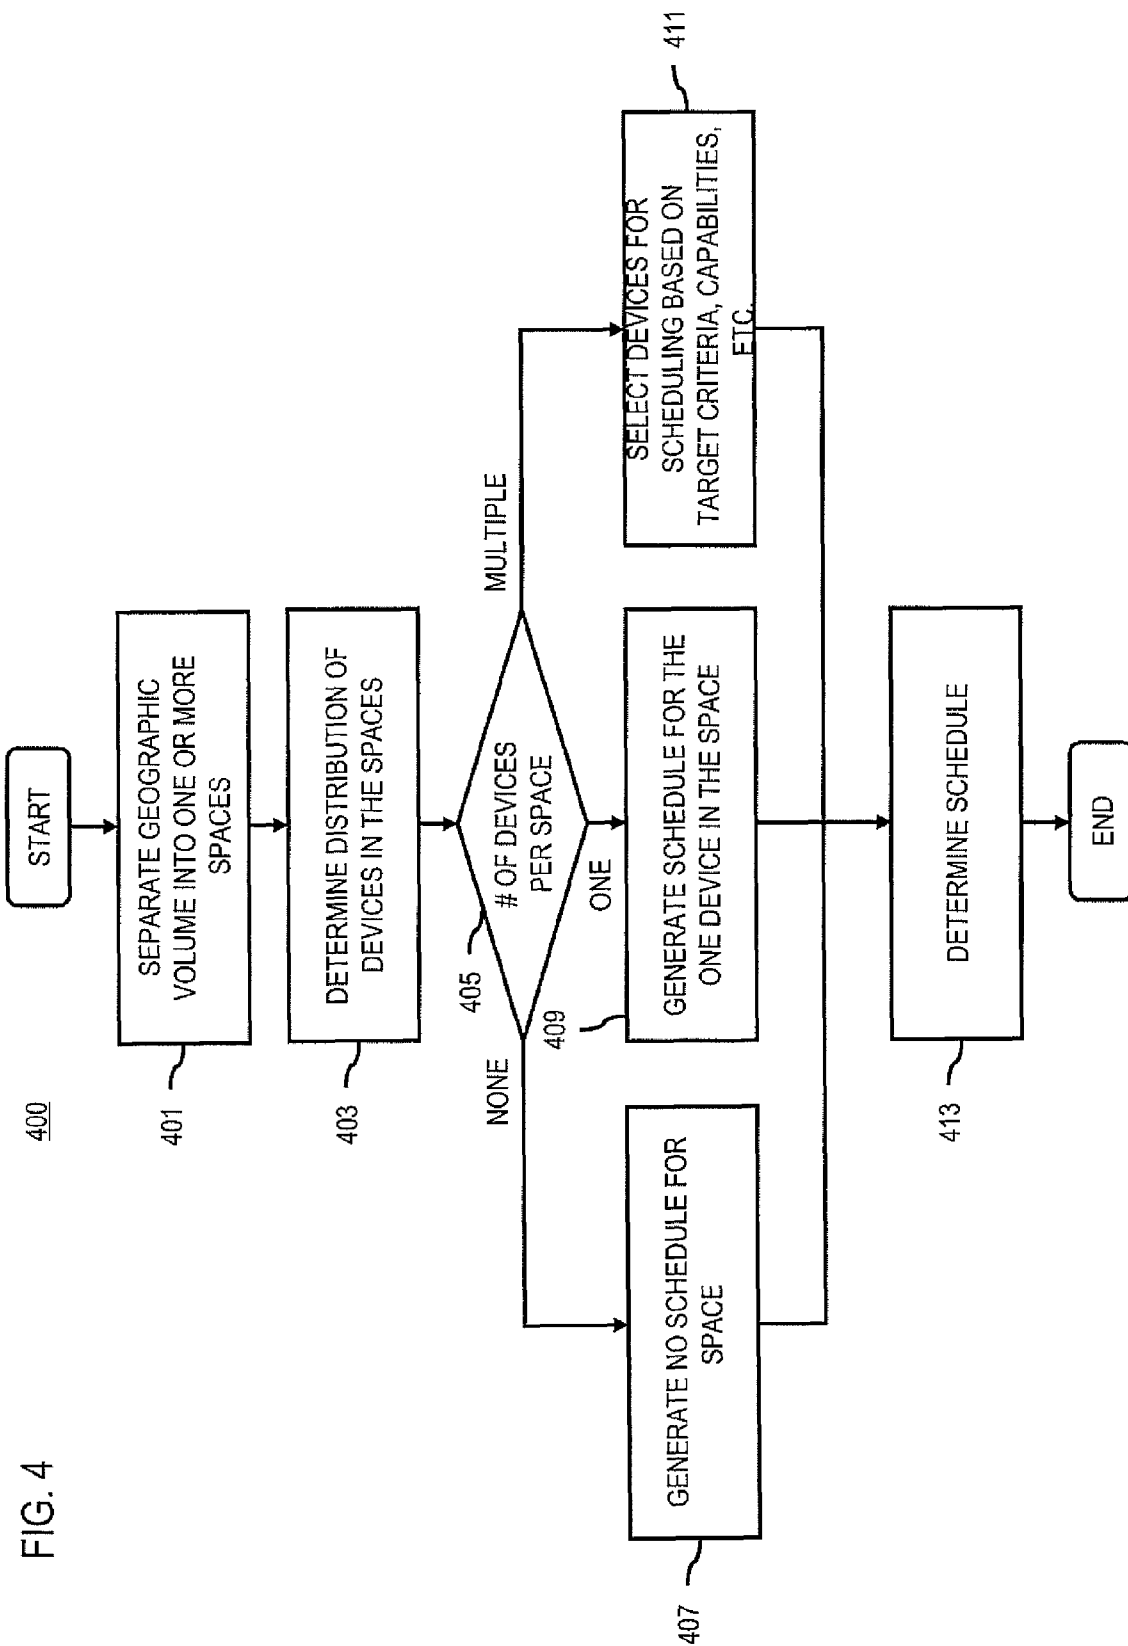 FIG. 4
400
START
SEPARATE GEOGRAPHIC
VOLUME INTO ONE OR MORE
SPACES
401
DETERMINE DISTRIBUTION OF
DEVICES IN THE SPACES
403
# OF DEVICES
PER SPACE
405
NONE
ONE
MULTIPLE
GENERATE NO SCHEDULE FOR
SPACE
407
GENERATE SCHEDULE FOR THE
ONE DEVICE IN THE SPACE
409
SELECT DEVICES FOR
SCHEDULING BASED ON
TARGET CRITERIA, CAPABILITIES,
ETC.
411
DETERMINE SCHEDULE
413
END